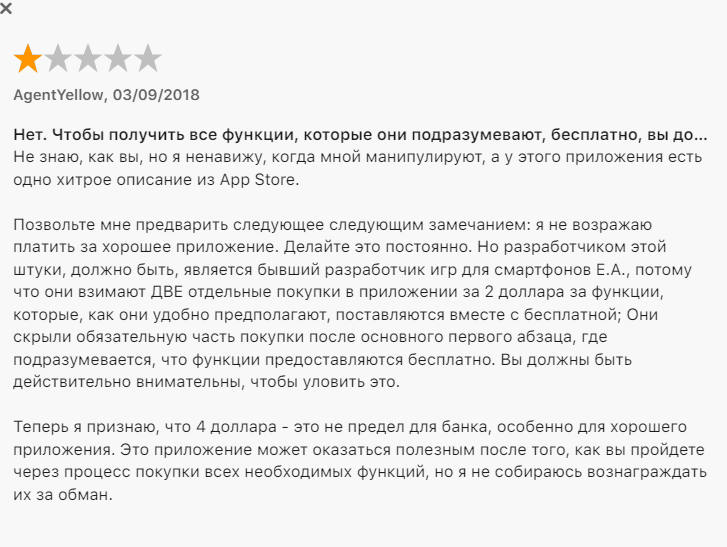 AgentYellow, 03/09/2018
Нет. Чтобы получить все функции, которые они подразумевают, бесплатно, вы до...
Не знаю, как вы, но я ненавижу, когда мной манипулируют, а у этого приложения есть
одно хитрое описание из App Store.
Позвольте мне предварить следующее следующим замечанием: я не возражаю
платить за хорошее приложение. Делайте это постоянно. Но разработчиком этой
штуки, должно быть, является бывший разработчик игр для смартфонов E.A., потому
что они взимают ДВЕ отдельные покупки в приложении за 2 доллара за функции,
которые, как они удобно предполагают, поставляются вместе с бесплатной; Они
скрыли обязательную часть покупки после основного первого абзаца, где
подразумевается, что функции предоставляются бесплатно. Вы должны быть
действительно внимательны, чтобы уловить это.
Теперь я признаю, что 4 доллара - это не предел для банка, особенно для хорошего
приложения. Это приложение может оказаться полезным после того, как вы пройдете
через процесс покупки всех необходимых функций, но я не собираюсь вознаграждать
их за обман.